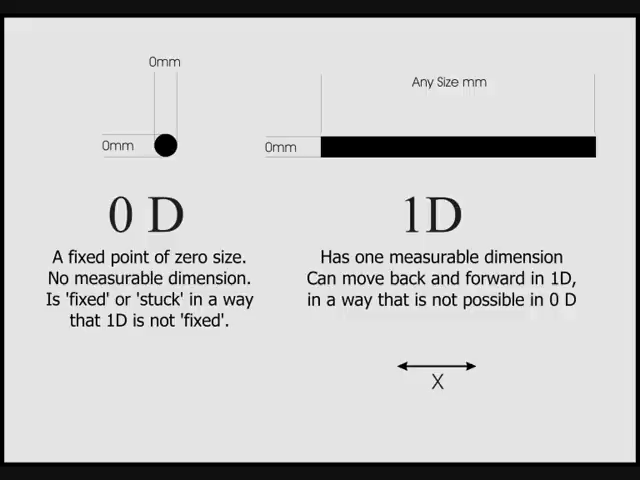 0mm
0mm
0 D
A fixed point of zero size.
No measurable dimension.
Is 'fixed' or 'stuck' in a way
that 1D is not 'fixed'.
Any Size mm
0mm
1D
Has one measurable dimension
Can move back and forward in 1D,
in a way that is not possible in 0 D
X